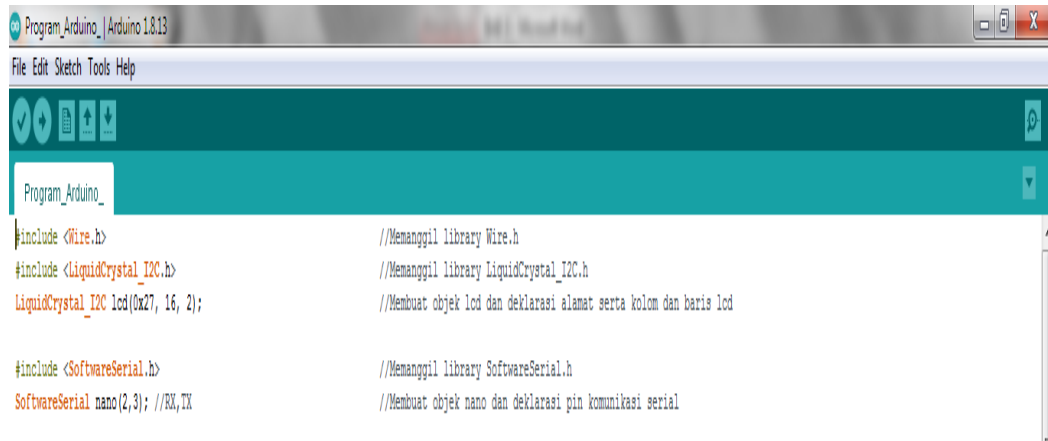 Program_Arduino_ | Arduino 1.8.13
File Edit Sketch Tools Help
Program_Arduino_
#include <Wire.h> //Memanggil library Wire.h
#include <LiquidCrystal_I2C.h> //Memanggil library LiquidCrystal_I2C.h
LiquidCrystal_I2C lcd(0x27, 16, 2); //Membuat objek lcd dan deklarasi alamat serta kolom dan baris lcd
#include <SoftwareSerial.h> //Memanggil library SoftwareSerial.h
SoftwareSerial nano(2,3); //RX,TX //Membuat objek nano dan deklarasi pin komunikasi serial